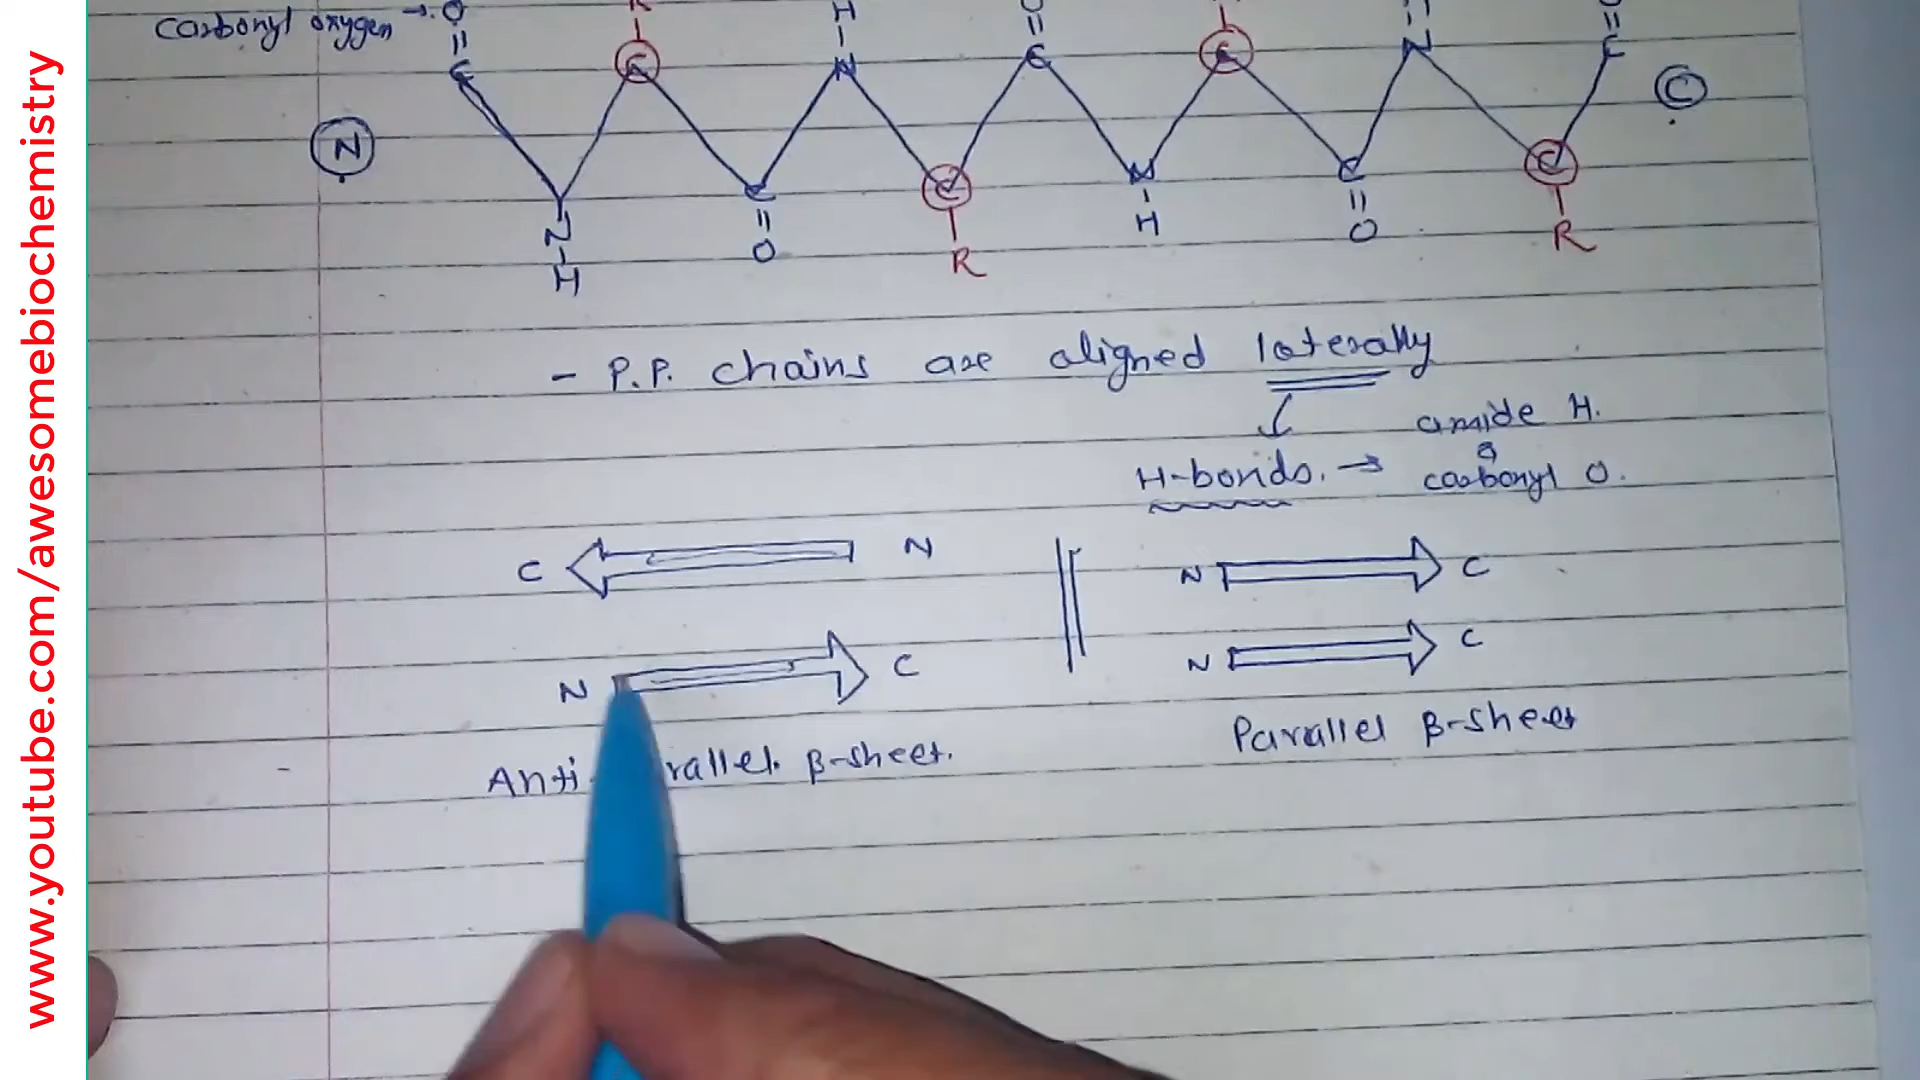 www.youtube.com/awesomebiochemistry
carbonyl oxygen → O
R H O H O
C C N C C N C
N C
N C C N C C
H O R H O R
- P.P. chains are aligned laterally
amide H.
&
H-bonds. → carbonyl O.
C N N C
N C N C
Anti rallel β-sheet.
Parallel β-sheet